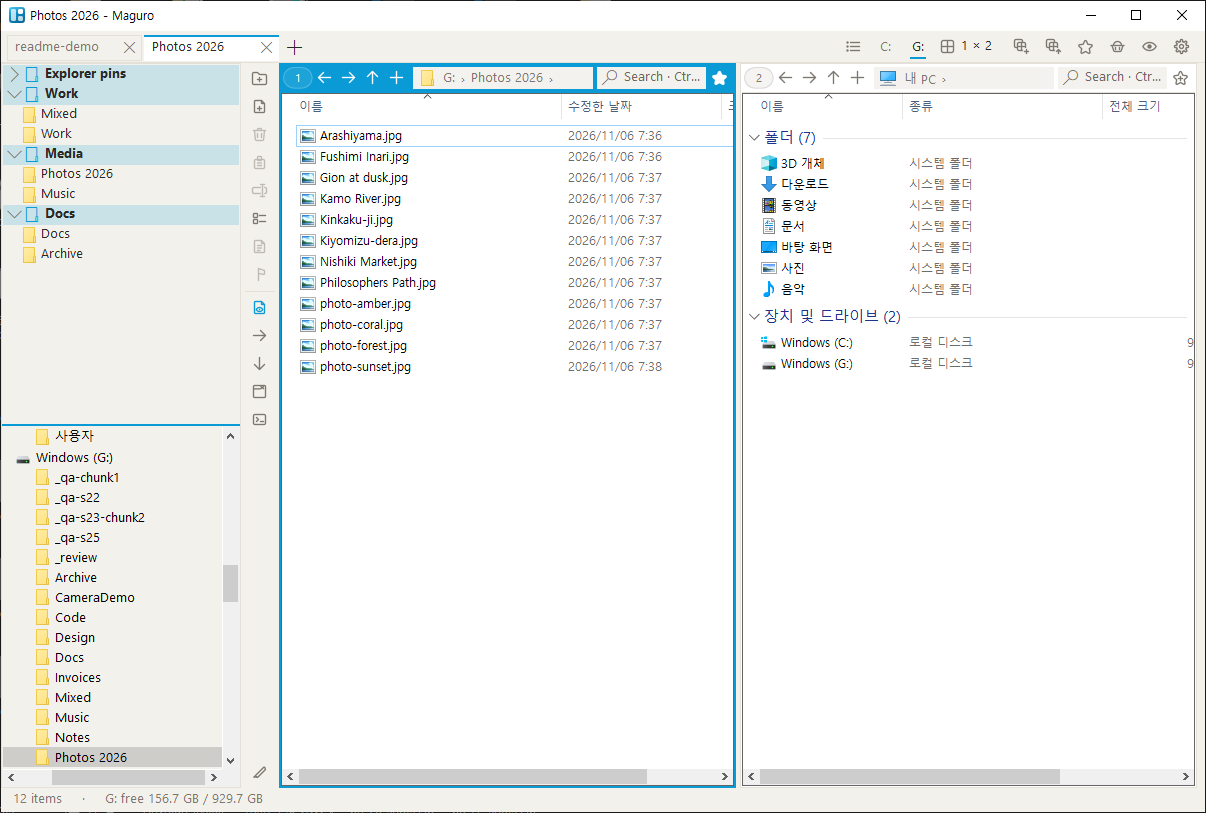 Photos 2026 - Maguro
readme-demo
Photos 2026
C:
G:
1 × 2
Explorer pins
Work
Mixed
Work
Media
Photos 2026
Music
Docs
Docs
Archive
사용자
Windows (G:)
_qa-chunk1
_qa-s22
_qa-s23-chunk2
_qa-s25
_review
Archive
CameraDemo
Code
Design
Docs
Invoices
Mixed
Music
Notes
Photos 2026
1
G: › Photos 2026 ›
Search · Ctr...
이름 수정한 날짜
Arashiyama.jpg 2026/11/06 7:36
Fushimi Inari.jpg 2026/11/06 7:36
Gion at dusk.jpg 2026/11/06 7:37
Kamo River.jpg 2026/11/06 7:37
Kinkaku-ji.jpg 2026/11/06 7:37
Kiyomizu-dera.jpg 2026/11/06 7:37
Nishiki Market.jpg 2026/11/06 7:37
Philosophers Path.jpg 2026/11/06 7:37
photo-amber.jpg 2026/11/06 7:37
photo-coral.jpg 2026/11/06 7:37
photo-forest.jpg 2026/11/06 7:37
photo-sunset.jpg 2026/11/06 7:38
2
내 PC ›
Search · Ctr...
이름 종류 전체 크기
폴더 (7)
3D 개체 시스템 폴더
다운로드 시스템 폴더
동영상 시스템 폴더
문서 시스템 폴더
바탕 화면 시스템 폴더
사진 시스템 폴더
음악 시스템 폴더
장치 및 드라이브 (2)
Windows (C:) 로컬 디스크 9
Windows (G:) 로컬 디스크 9
12 items · G: free 156.7 GB / 929.7 GB